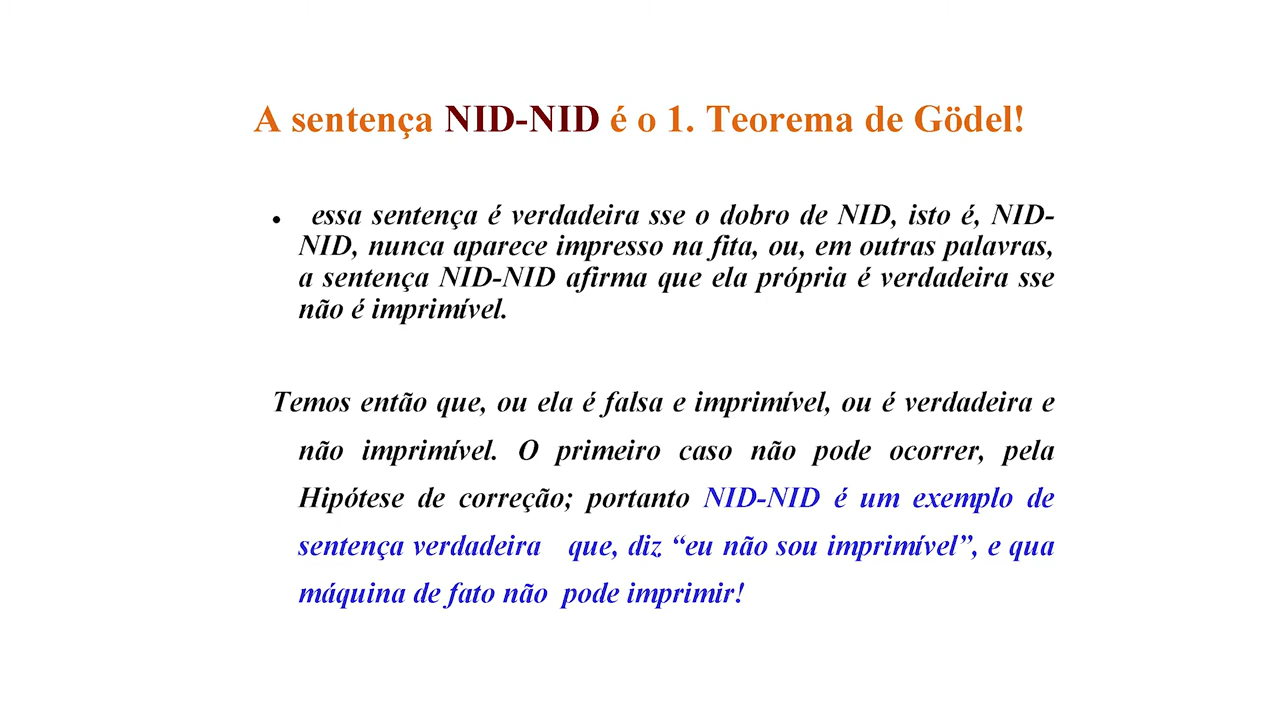 A sentença NID-NID é o 1. Teorema de Gödel!
• essa sentença é verdadeira sse o dobro de NID, isto é, NID-
NID, nunca aparece impresso na fita, ou, em outras palavras,
a sentença NID-NID afirma que ela própria é verdadeira sse
não é imprimível.
Temos então que, ou ela é falsa e imprimível, ou é verdadeira e
não imprimível. O primeiro caso não pode ocorrer, pela
Hipótese de correção; portanto NID-NID é um exemplo de
sentença verdadeira que, diz “eu não sou imprimível”, e qua
máquina de fato não pode imprimir!